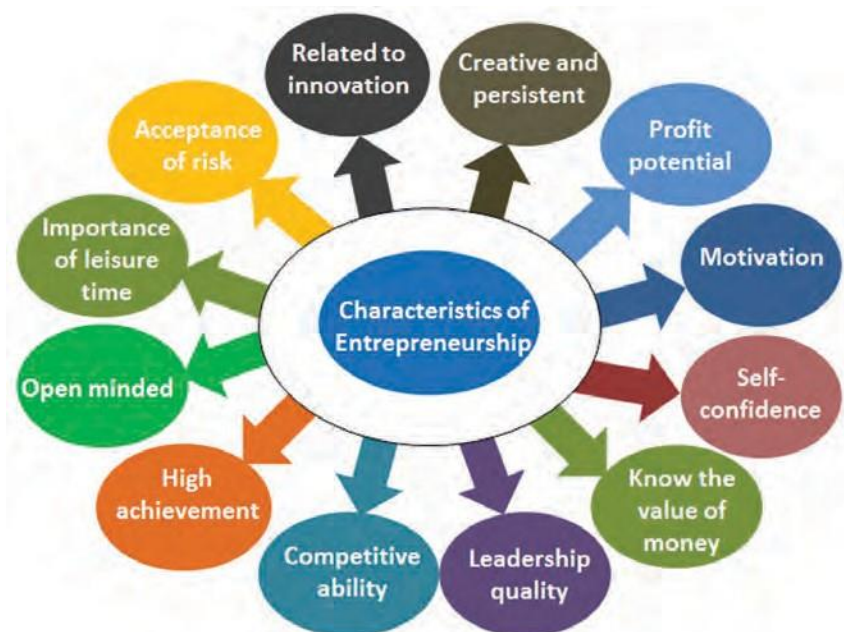 Related to
innovation
Creative and
persistent
Profit
potential
Motivation
Self-
confidence
Know the
value of
money
Leadership
quality
Competitive
ability
High
achievement
Open minded
Importance
of leisure
time
Acceptance
of risk
Characteristics of
Entrepreneurship